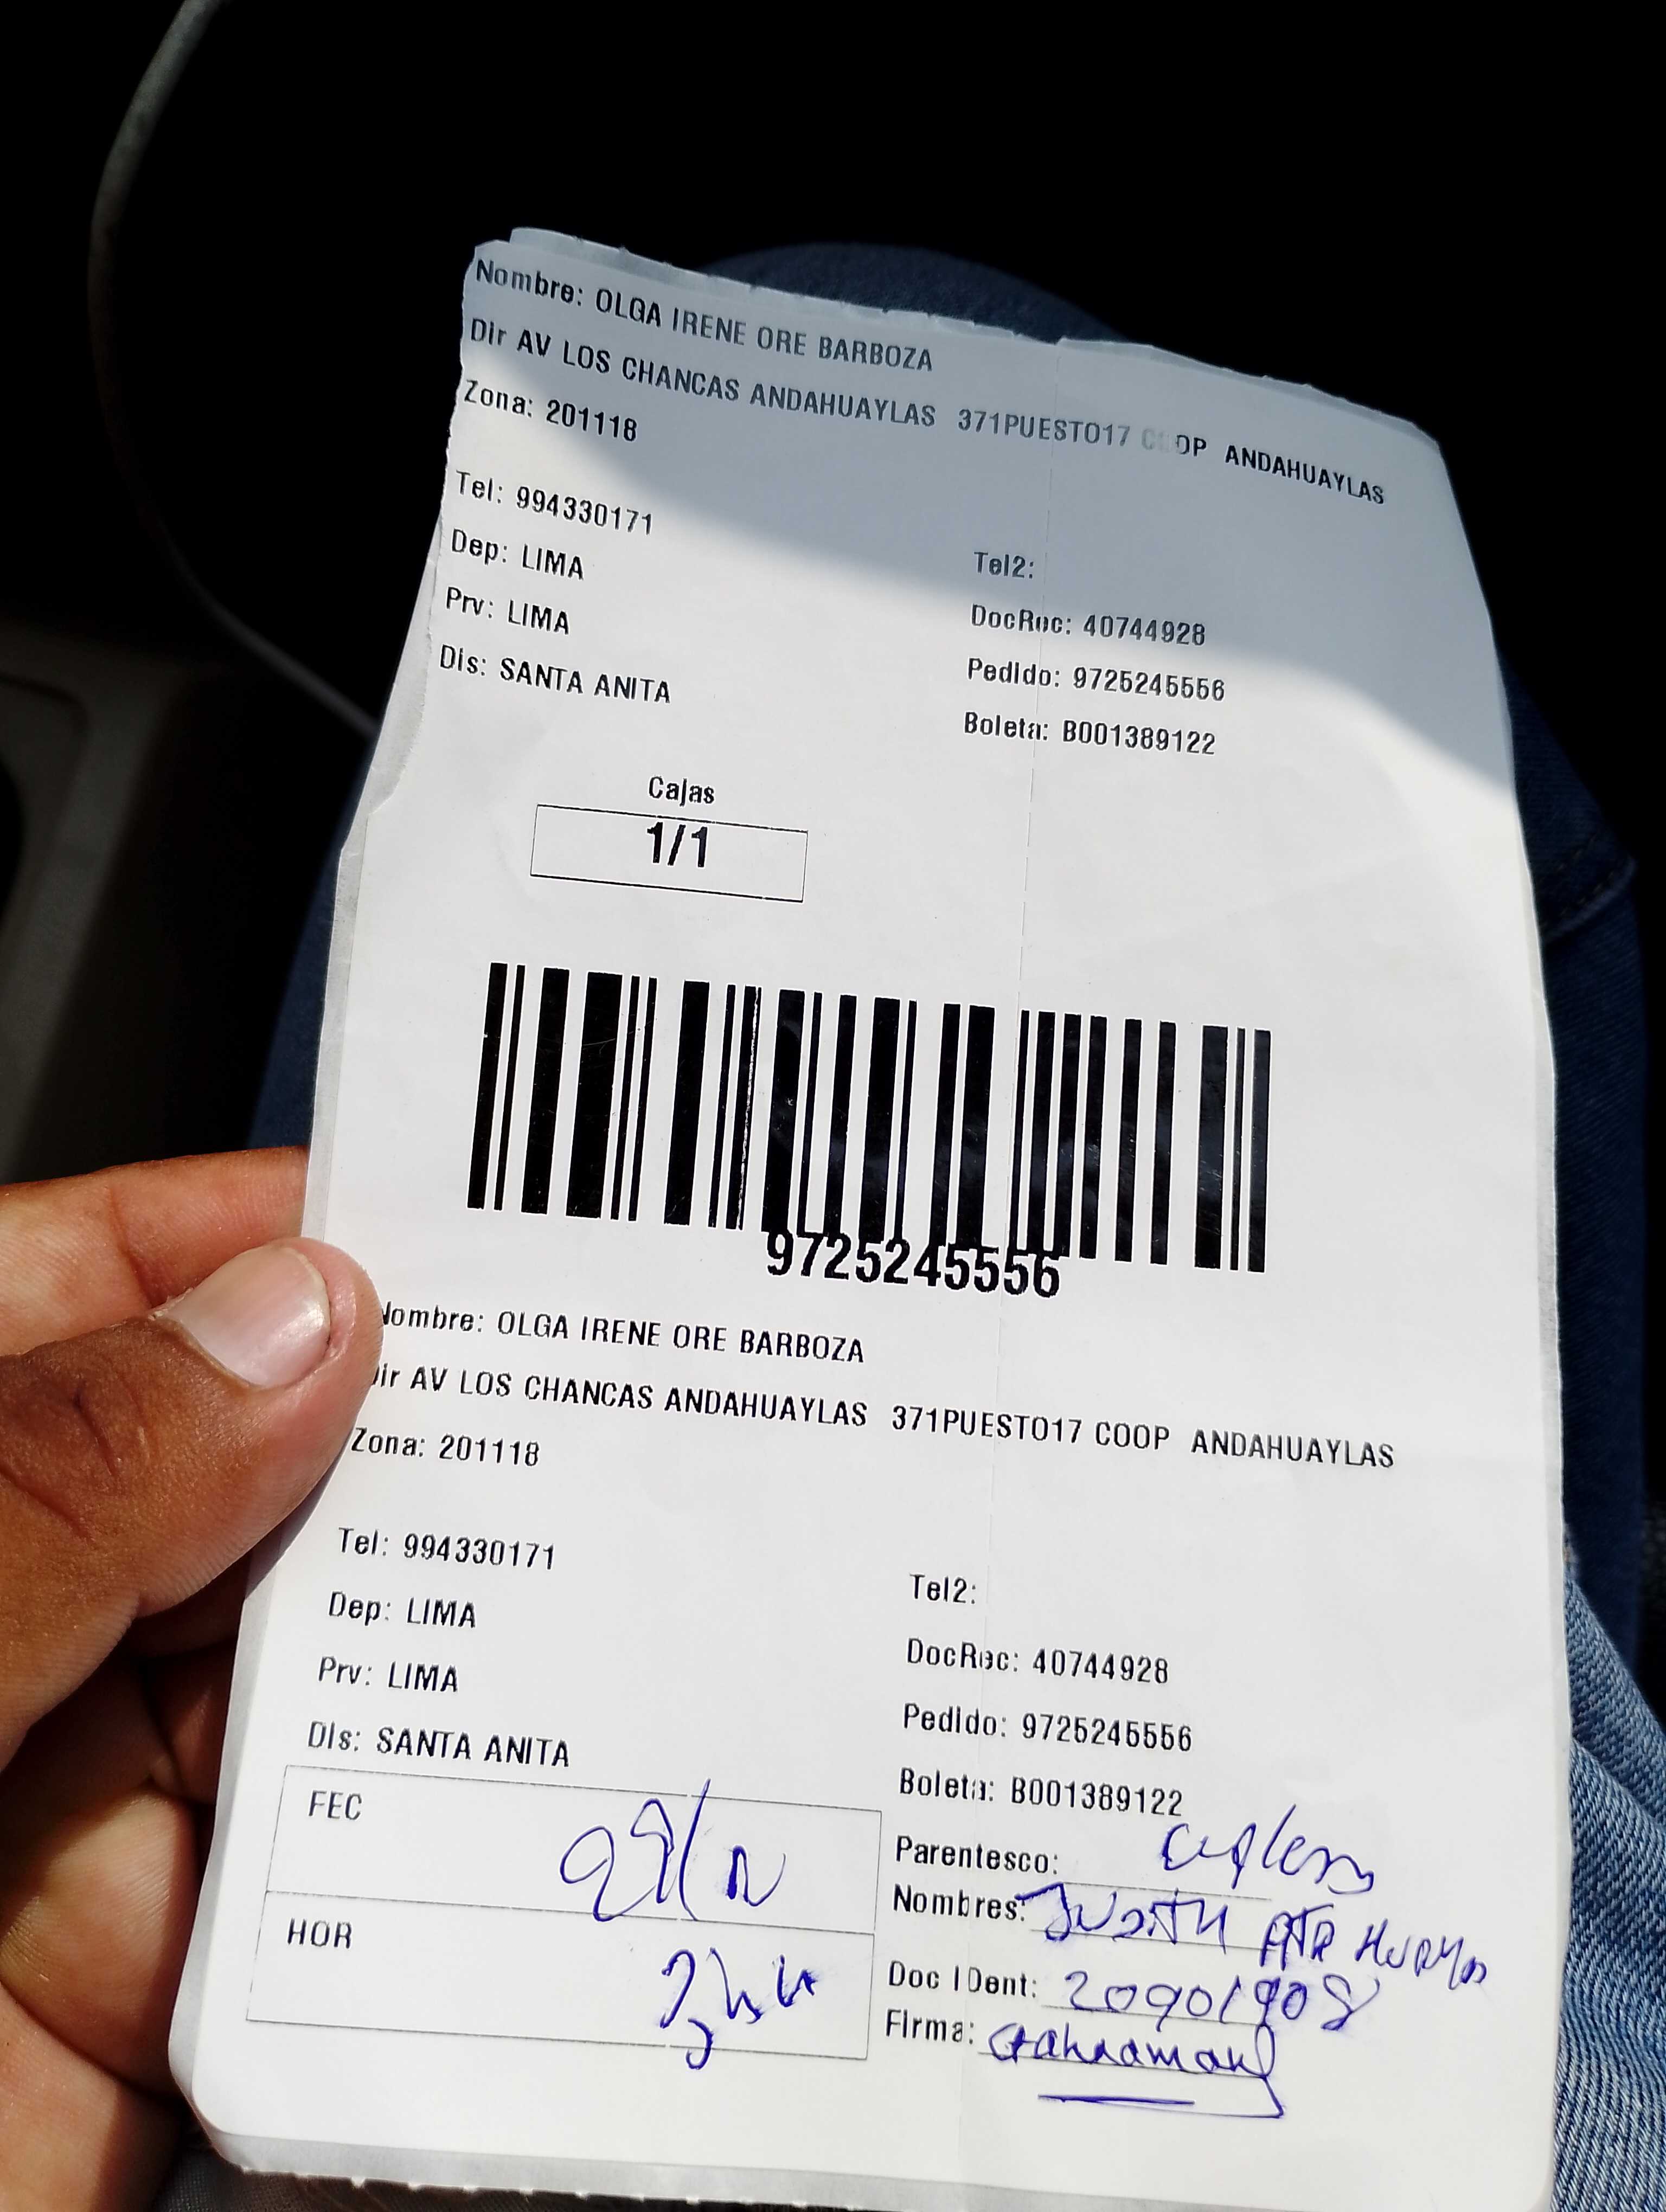 Nombre: OLGA IRENE ORE BARBOZA
Dir AV LOS CHANCAS ANDAHUAYLAS 371PUESTO17 COOP ANDAHUAYLAS
Zona: 201118
Tel: 994330171
Tel2:
Dep: LIMA
DocRec: 40744928
Prv: LIMA
Pedido: 9725245556
Dis: SANTA ANITA
Boleta: B001389122
Cajas
1/1
9725245556
Nombre: OLGA IRENE ORE BARBOZA
Dir AV LOS CHANCAS ANDAHUAYLAS 371PUESTO17 COOP ANDAHUAYLAS
Zona: 201118
Tel: 994330171
Tel2:
Dep: LIMA
DocRec: 40744928
Prv: LIMA
Pedido: 9725245556
Dis: SANTA ANITA
Boleta: B001389122
FEC
Parentesco:
Nombres: JUDITH
HOR
Doc IDent: 20901908
Firma: